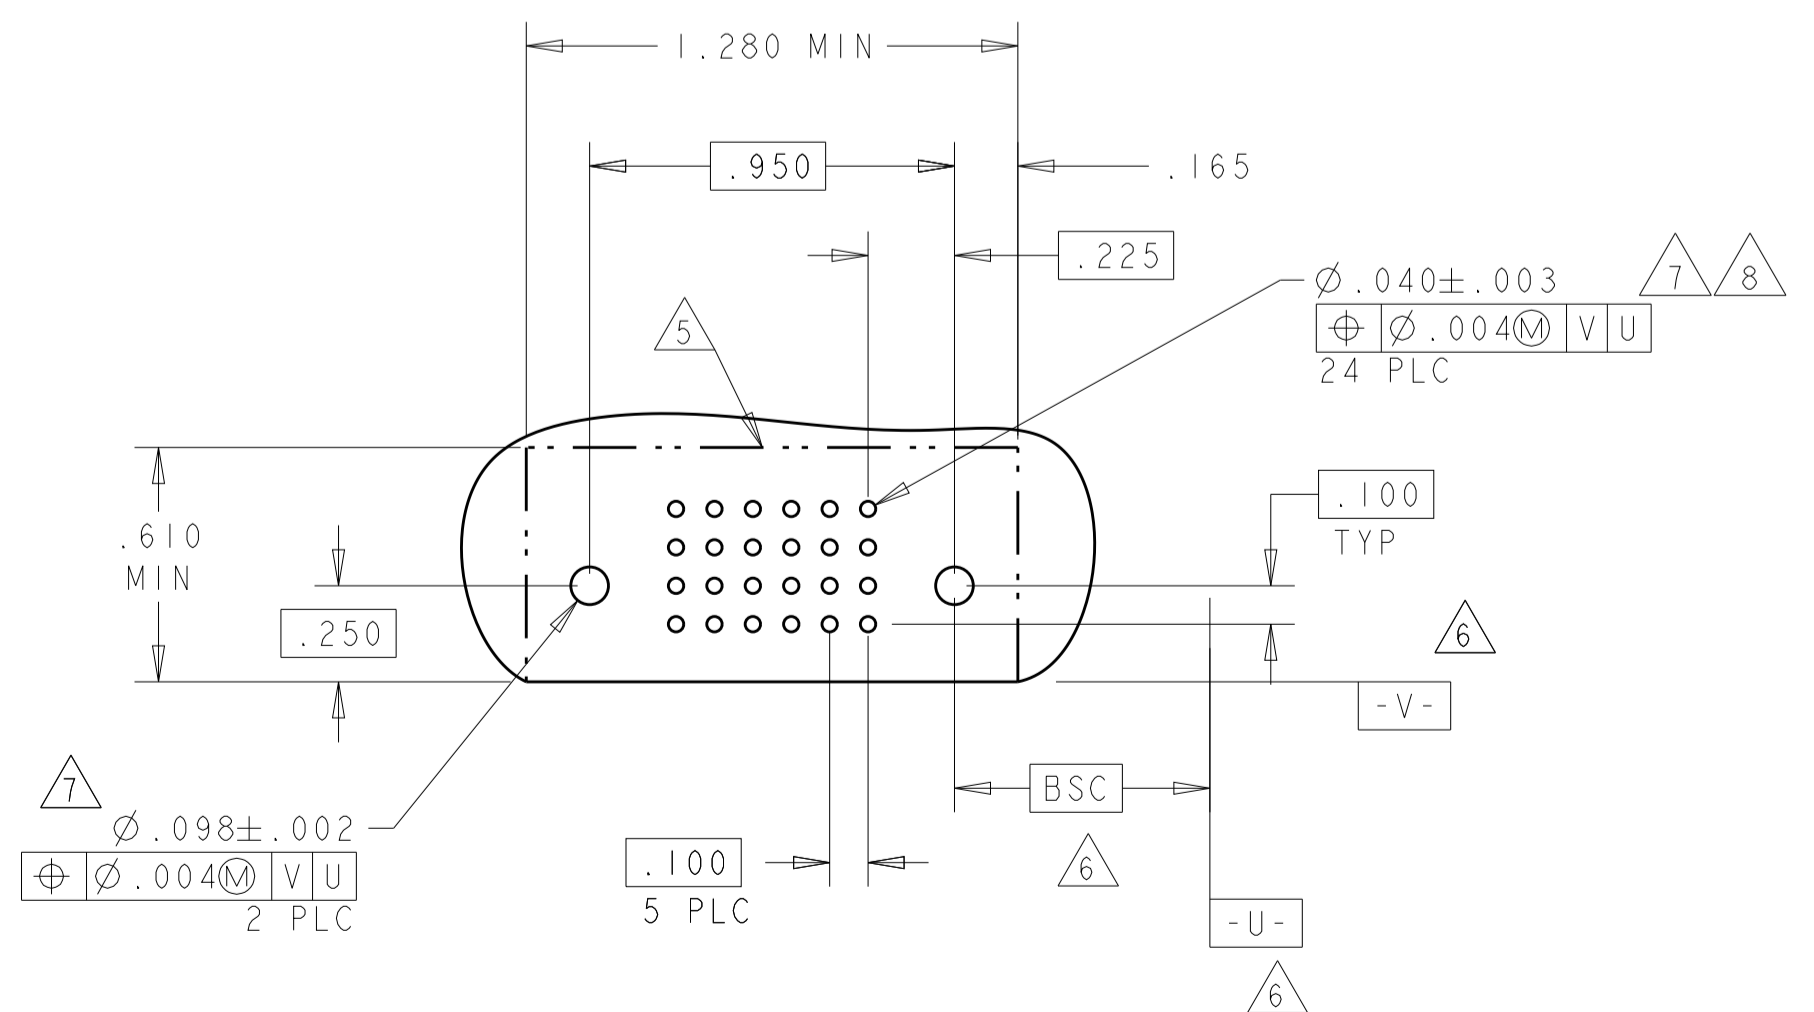 1.280 MIN
.950
.165
.225
Ø.040±.003
7 8
⌖ Ø.004Ⓜ V U
24 PLC
5
.100
TYP
.610
MIN
.250
6
-V-
7
Ø.098±.002
⌖ Ø.004Ⓜ V U
2 PLC
.100
5 PLC
BSC
6
-U-
6